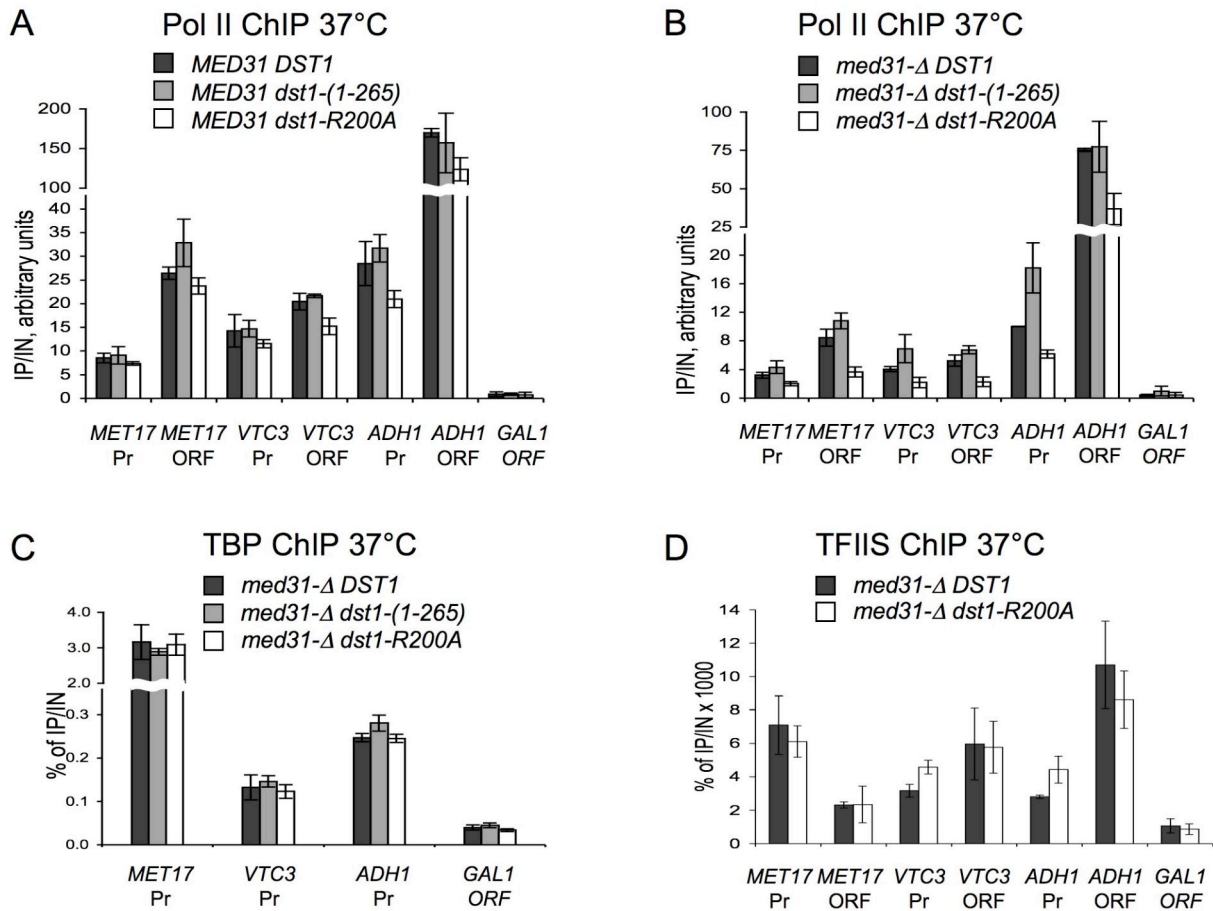 A
Pol II ChIP 37°C
MED31 DST1
MED31 dst1-(1-265)
MED31 dst1-R200A
IP/IN, arbitrary units
200
150
100
40
35
30
25
20
15
10
5
0
MET17 MET17 VTC3 VTC3 ADH1 ADH1 GAL1
Pr ORF Pr ORF Pr ORF ORF
B
Pol II ChIP 37°C
med31-Δ DST1
med31-Δ dst1-(1-265)
med31-Δ dst1-R200A
IP/IN, arbitrary units
100
75
50
25
20
16
12
8
4
0
MET17 MET17 VTC3 VTC3 ADH1 ADH1 GAL1
Pr ORF Pr ORF Pr ORF ORF
C
TBP ChIP 37°C
med31-Δ DST1
med31-Δ dst1-(1-265)
med31-Δ dst1-R200A
% of IP/IN
4.0
3.0
2.0
0.3
0.2
0.1
0.0
MET17 VTC3 ADH1 GAL1
Pr Pr Pr ORF
D
TFIIS ChIP 37°C
med31-Δ DST1
med31-Δ dst1-R200A
% of IP/IN x 1000
14
12
10
8
6
4
2
0
MET17 MET17 VTC3 VTC3 ADH1 ADH1 GAL1
Pr ORF Pr ORF Pr ORF ORF